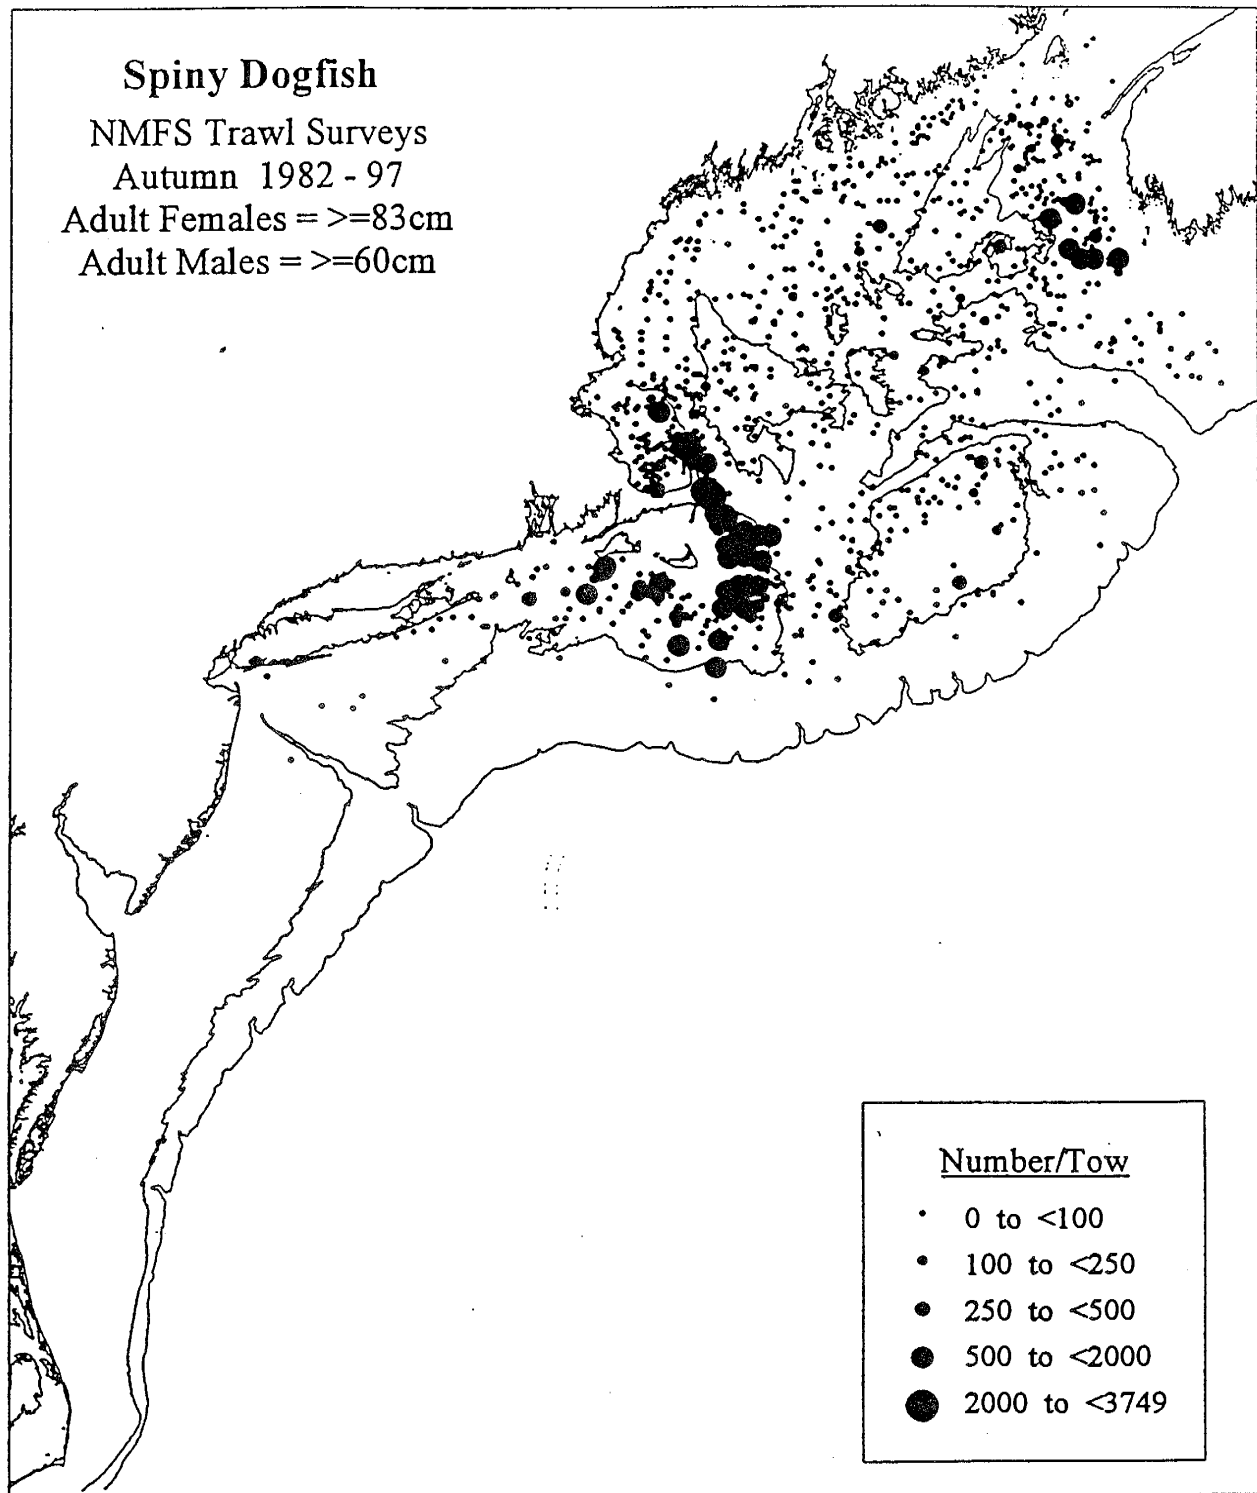 Spiny Dogfish
NMFS Trawl Surveys
Autumn 1982 - 97
Adult Females = >=83cm
Adult Males = >=60cm
Number/Tow
0 to <100
100 to <250
250 to <500
500 to <2000
2000 to <3749